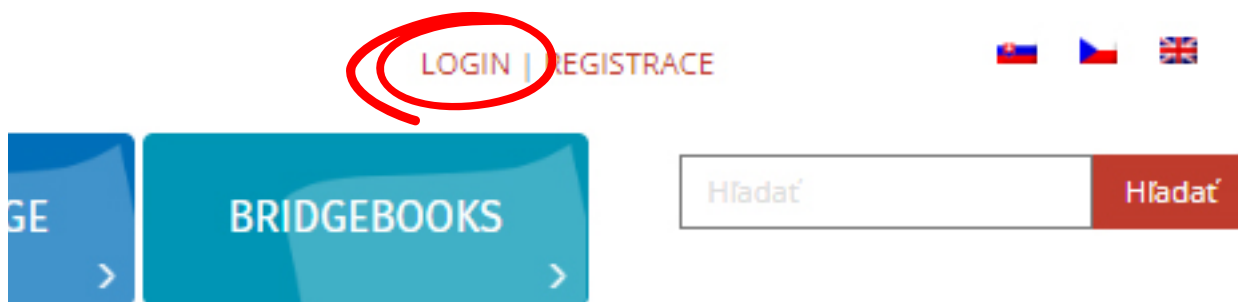 LOGIN | REGISTRACE
GE
BRIDGEBOOKS
Hľadať
Hľadať